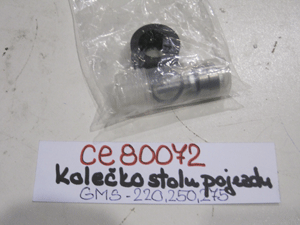 ce80072
Kolečko stolu pojezdu
GMS-220,250,275